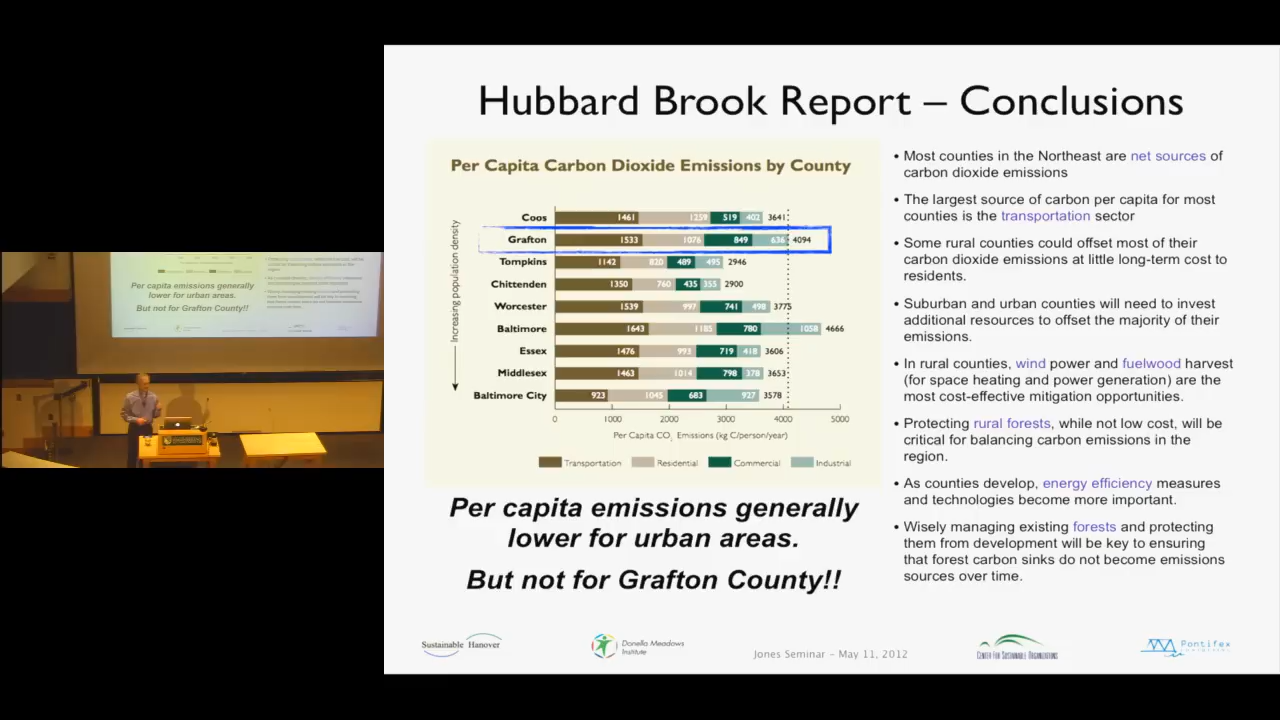 Hubbard Brook Report – Conclusions
Per Capita Carbon Dioxide Emissions by County
Increasing population density
Coos 1461 1259 519 402 3641
Grafton 1533 1076 849 636 4094
Tompkins 1142 820 489 495 2946
Chittenden 1350 760 435 355 2900
Worcester 1539 997 741 498 3775
Baltimore 1643 1185 780 1058 4666
Essex 1476 993 719 418 3606
Middlesex 1463 1014 798 378 3653
Baltimore City 923 1045 683 927 3578
0 1000 2000 3000 4000 5000
Per Capita CO2 Emissions (kg C/person/year)
Transportation Residential Commercial Industrial
Per capita emissions generally
lower for urban areas.
But not for Grafton County!!
• Most counties in the Northeast are net sources of
carbon dioxide emissions
• The largest source of carbon per capita for most
counties is the transportation sector
• Some rural counties could offset most of their
carbon dioxide emissions at little long-term cost to
residents.
• Suburban and urban counties will need to invest
additional resources to offset the majority of their
emissions.
• In rural counties, wind power and fuelwood harvest
(for space heating and power generation) are the
most cost-effective mitigation opportunities.
• Protecting rural forests, while not low cost, will be
critical for balancing carbon emissions in the
region.
• As counties develop, energy efficiency measures
and technologies become more important.
• Wisely managing existing forests and protecting
them from development will be key to ensuring
that forest carbon sinks do not become emissions
sources over time.
Sustainable Hanover
Donella Meadows
Institute
Jones Seminar – May 11, 2012
Center for Sustainable Organizations
Pontifex
Per capita emissions generally
lower for urban areas.
But not for Grafton County!!